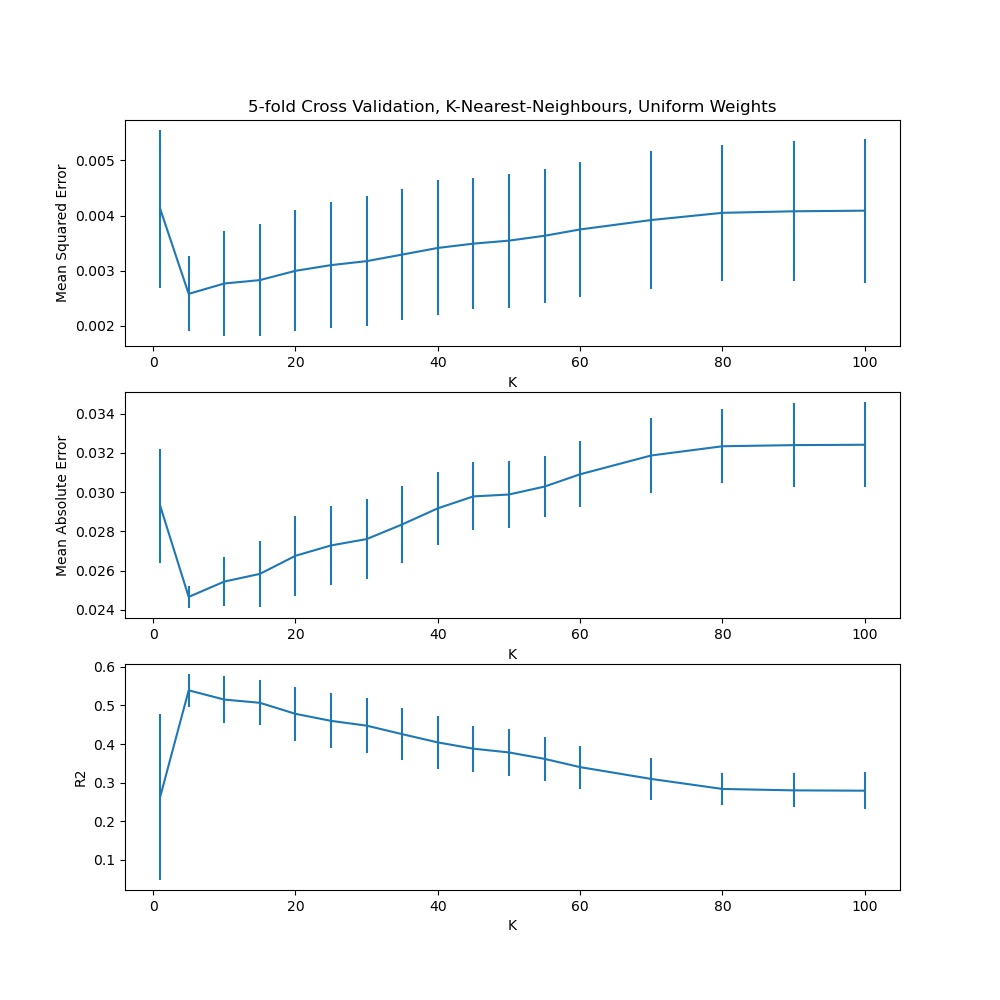 5-fold Cross Validation, K-Nearest-Neighbours, Uniform Weights
Mean Squared Error
0.005
0.004
0.003
0.002
0 20 40 60 80 100
K
Mean Absolute Error
0.034
0.032
0.030
0.028
0.026
0.024
0 20 40 60 80 100
K
R2
0.6
0.5
0.4
0.3
0.2
0.1
0 20 40 60 80 100
K